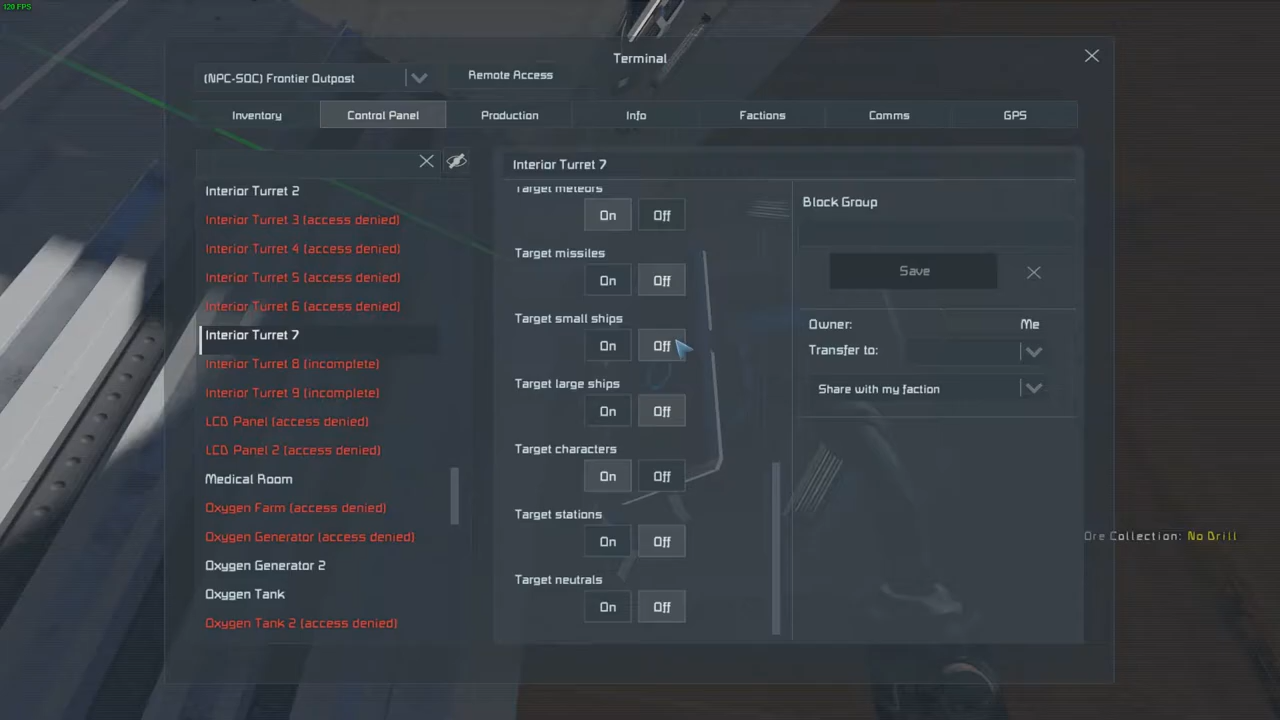 120 FPS
Terminal
(NPC-SOC) Frontier Outpost
Remote Access
Inventory
Control Panel
Production
Info
Factions
Comms
GPS
Interior Turret 2
Interior Turret 3 (access denied)
Interior Turret 4 (access denied)
Interior Turret 5 (access denied)
Interior Turret 6 (access denied)
Interior Turret 7
Interior Turret 8 (incomplete)
Interior Turret 9 (incomplete)
LCD Panel (access denied)
LCD Panel 2 (access denied)
Medical Room
Oxygen Farm (access denied)
Oxygen Generator (access denied)
Oxygen Generator 2
Oxygen Tank
Oxygen Tank 2 (access denied)
Interior Turret 7
Target meteors
On Off
Target missiles
On Off
Target small ships
On Off
Target large ships
On Off
Target characters
On Off
Target stations
On Off
Target neutrals
On Off
Block Group
Save
Owner: Me
Transfer to:
Share with my faction
Ore Collection: No Drill